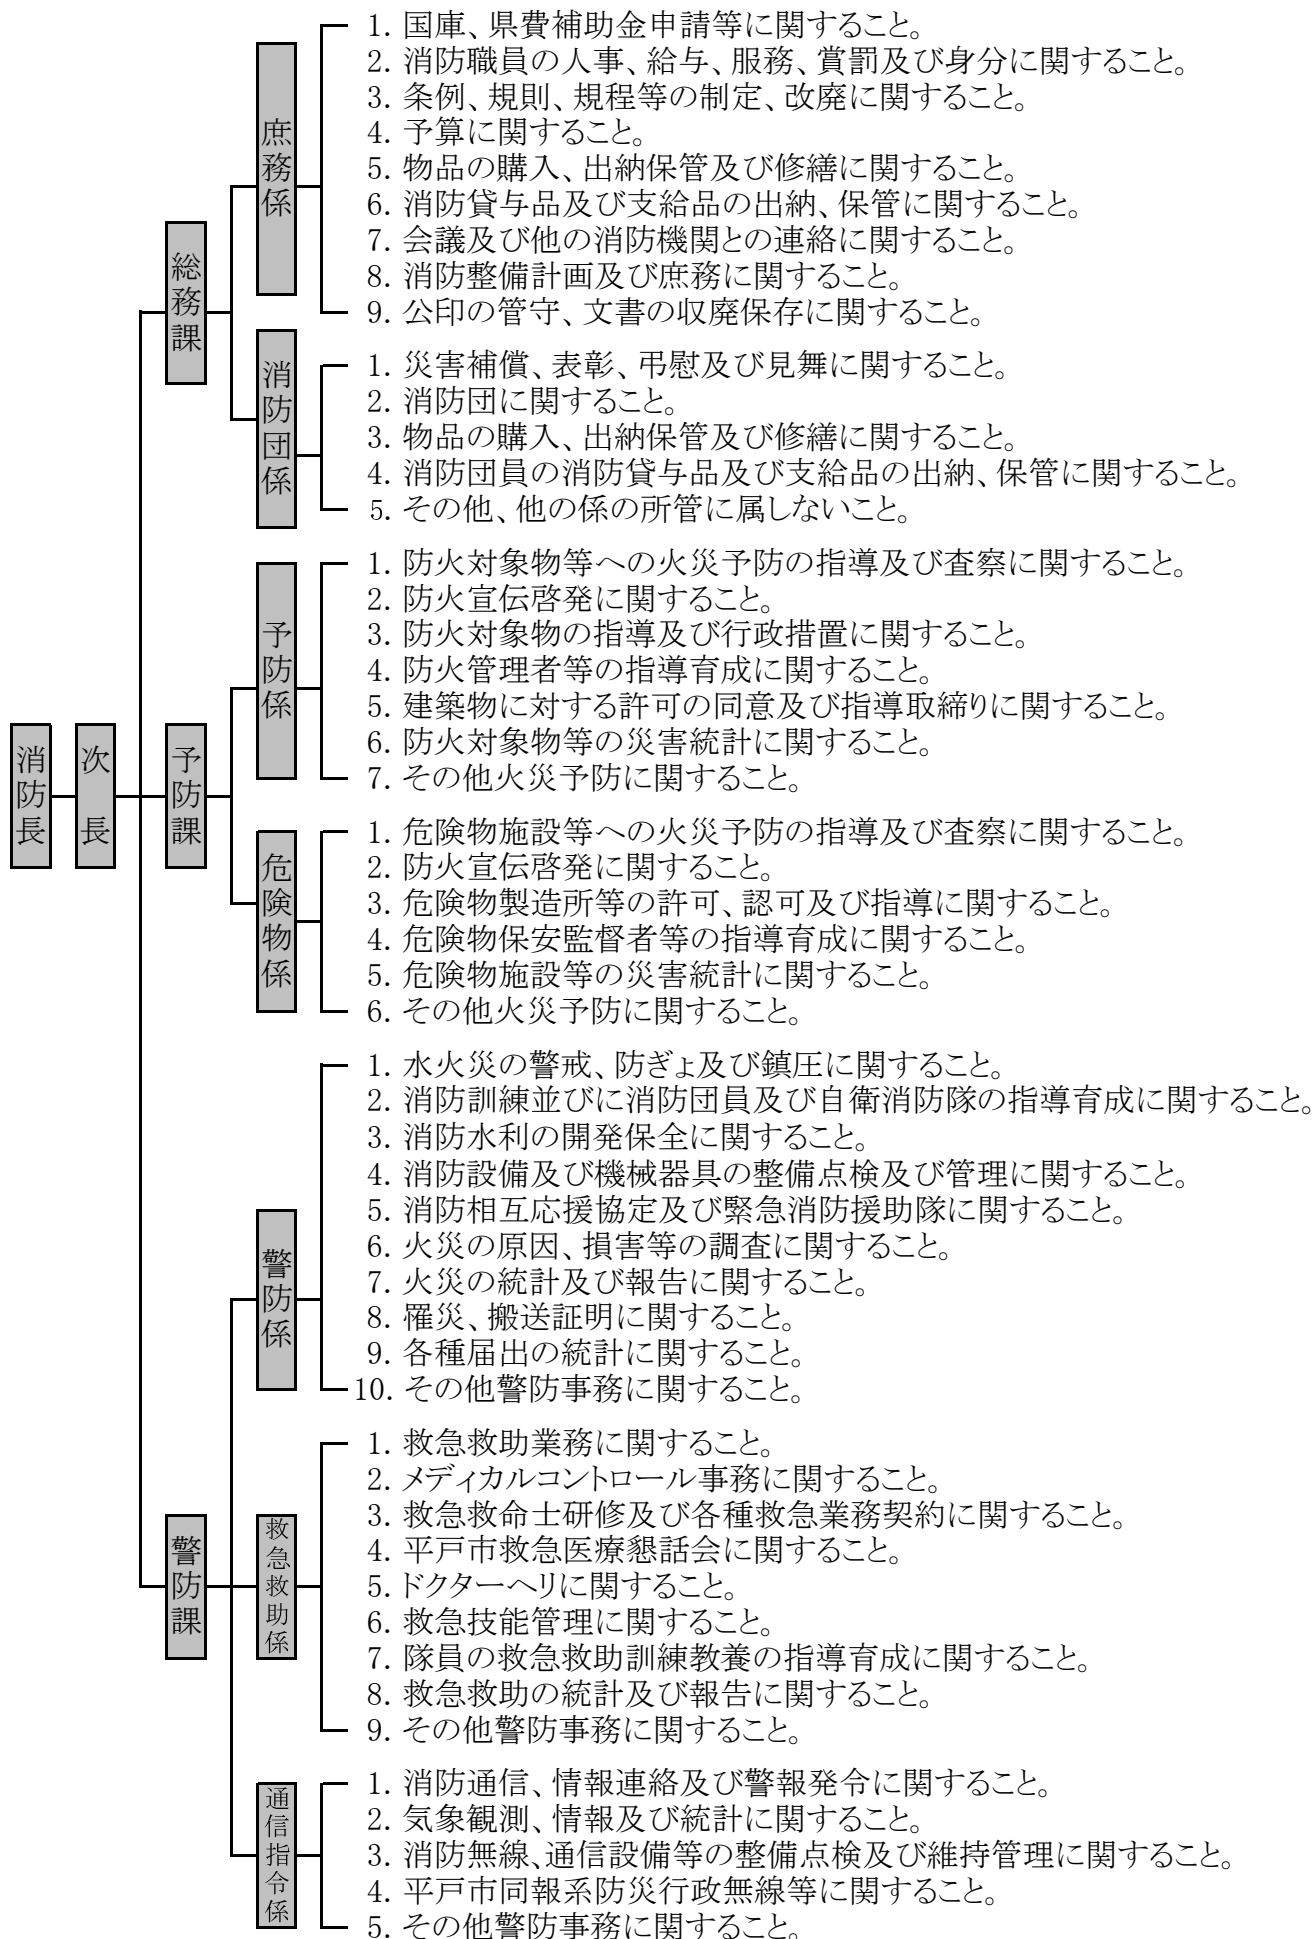 消防長
次長
総務課
庶務係
1. 国庫、県費補助金申請等に関すること。
2. 消防職員の人事、給与、服務、賞罰及び身分に関すること。
3. 条例、規則、規程等の制定、改廃に関すること。
4. 予算に関すること。
5. 物品の購入、出納保管及び修繕に関すること。
6. 消防貸与品及び支給品の出納、保管に関すること。
7. 会議及び他の消防機関との連絡に関すること。
8. 消防整備計画及び庶務に関すること。
9. 公印の管守、文書の収廃保存に関すること。
消防団係
1. 災害補償、表彰、弔慰及び見舞に関すること。
2. 消防団に関すること。
3. 物品の購入、出納保管及び修繕に関すること。
4. 消防団員の消防貸与品及び支給品の出納、保管に関すること。
5. その他、他の係の所管に属しないこと。
予防課
予防係
1. 防火対象物等への火災予防の指導及び査察に関すること。
2. 防火宣伝啓発に関すること。
3. 防火対象物の指導及び行政措置に関すること。
4. 防火管理者等の指導育成に関すること。
5. 建築物に対する許可の同意及び指導取締りに関すること。
6. 防火対象物等の災害統計に関すること。
7. その他火災予防に関すること。
危険物係
1. 危険物施設等への火災予防の指導及び査察に関すること。
2. 防火宣伝啓発に関すること。
3. 危険物製造所等の許可、認可及び指導に関すること。
4. 危険物保安監督者等の指導育成に関すること。
5. 危険物施設等の災害統計に関すること。
6. その他火災予防に関すること。
警防課
警防係
1. 水火災の警戒、防ぎょ及び鎮圧に関すること。
2. 消防訓練並びに消防団員及び自衛消防隊の指導育成に関すること。
3. 消防水利の開発保全に関すること。
4. 消防設備及び機械器具の整備点検及び管理に関すること。
5. 消防相互応援協定及び緊急消防援助隊に関すること。
6. 火災の原因、損害等の調査に関すること。
7. 火災の統計及び報告に関すること。
8. 罹災、搬送証明に関すること。
9. 各種届出の統計に関すること。
10. その他警防事務に関すること。
救急救助係
1. 救急救助業務に関すること。
2. メディカルコントロール事務に関すること。
3. 救急救命士研修及び各種救急業務契約に関すること。
4. 平戸市救急医療懇話会に関すること。
5. ドクターヘリに関すること。
6. 救急技能管理に関すること。
7. 隊員の救急救助訓練教養の指導育成に関すること。
8. 救急救助の統計及び報告に関すること。
9. その他警防事務に関すること。
通信指令係
1. 消防通信、情報連絡及び警報発令に関すること。
2. 気象観測、情報及び統計に関すること。
3. 消防無線、通信設備等の整備点検及び維持管理に関すること。
4. 平戸市同報系防災行政無線等に関すること。
5. その他警防事務に関すること。